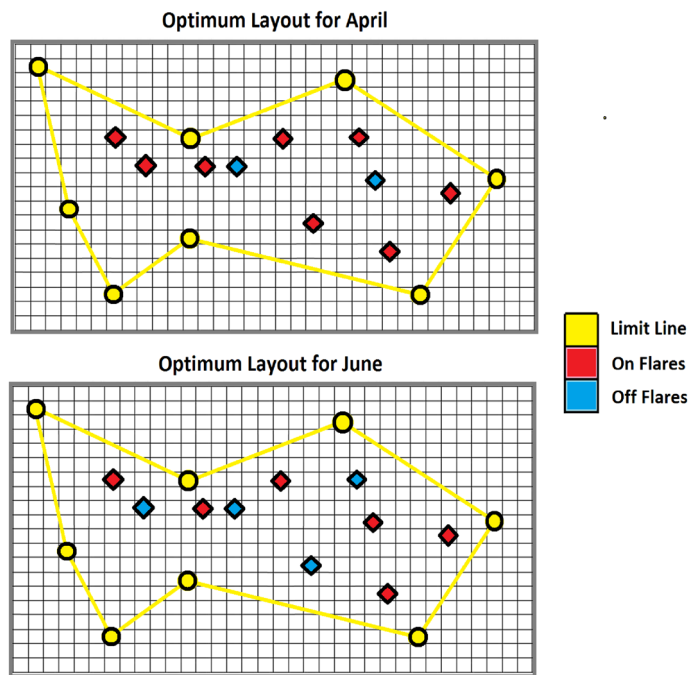 Optimum Layout for April
Limit Line
On Flares
Off Flares
Optimum Layout for June